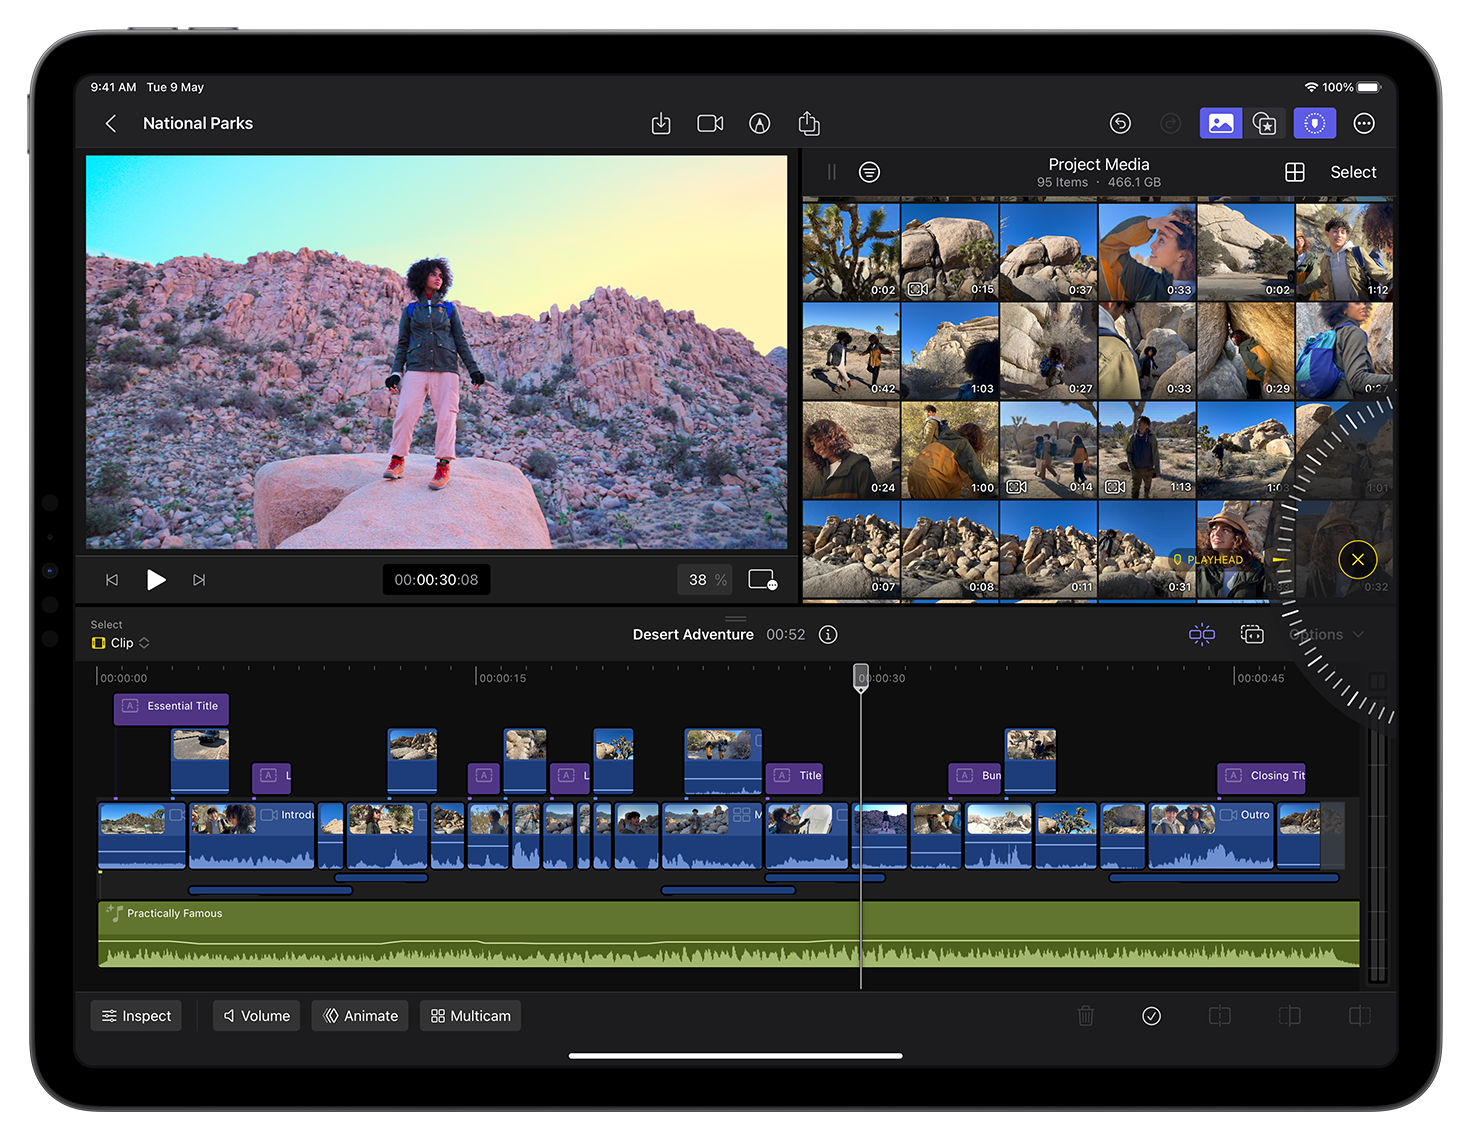 9:41 AM Tue 9 May
100%
National Parks
Project Media
95 Items · 466.1 GB
Select
0:02
0:15
0:37
0:33
0:02
1:12
0:42
1:03
0:27
0:33
0:29
0:27
0:24
1:00
0:14
1:13
1:03
1:01
0:07
0:08
0:11
0:31
0:32
PLAYHEAD
00:00:30:08
38 %
Select
Clip
Desert Adventure 00:52
Options
00:00:00
00:00:15
00:00:30
00:00:45
A Essential Title
A L
A
A L
A Title
A Bun
A Closing Tit
Introdu
M
Outro
Practically Famous
Inspect
Volume
Animate
Multicam